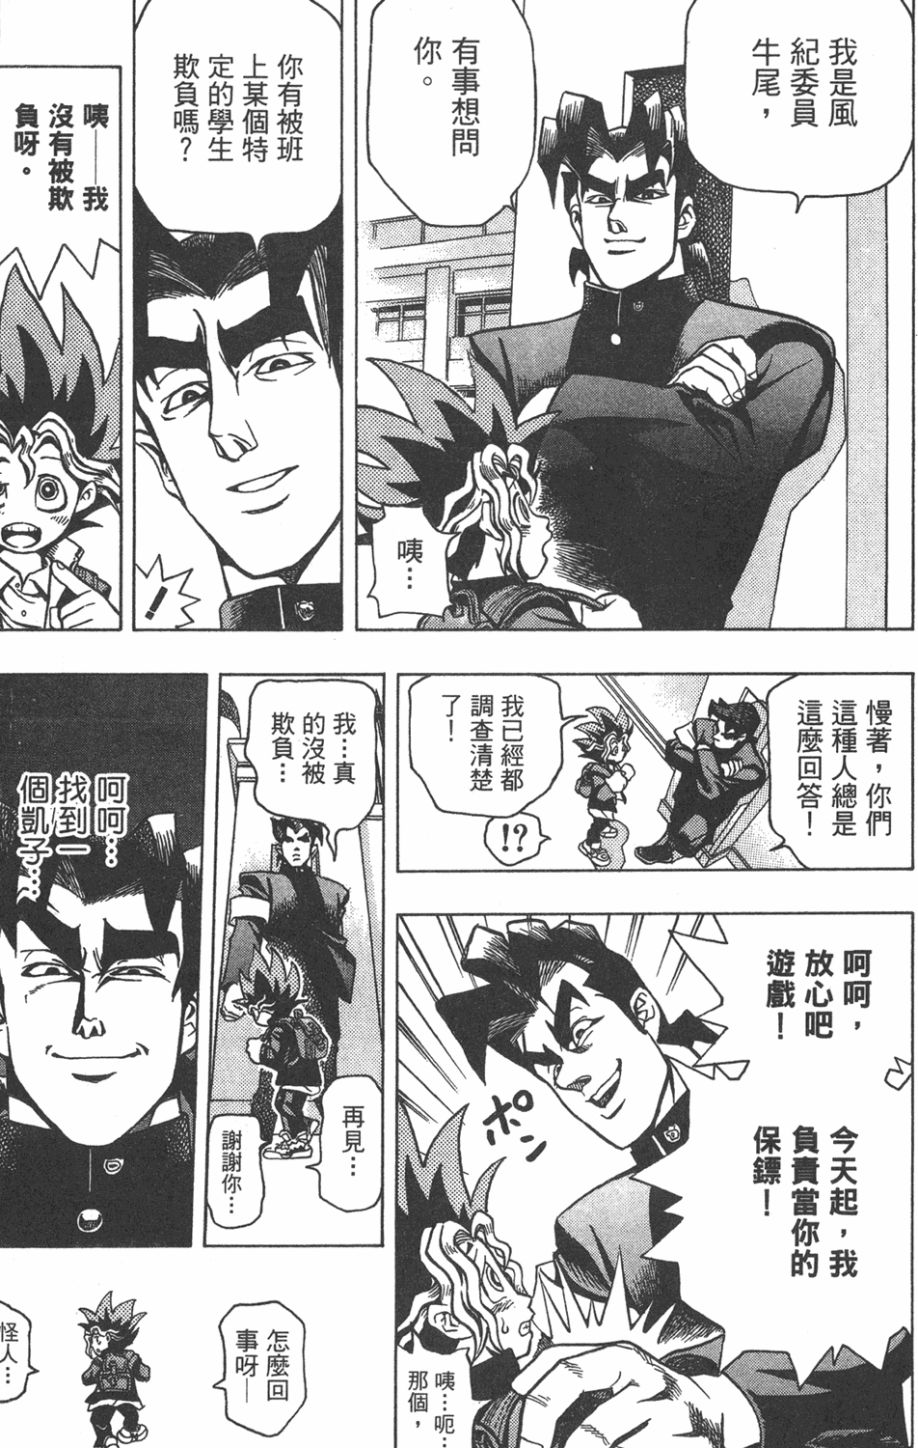 我是風
紀委員
牛尾，
有事想問
你。
咦…
你有被班
上某個特
定的學生
欺負嗎？
！
咦──我
沒有被欺
負呀。
慢著，你們
這種人總是
這麼回答！
我已經都
調查清楚
了！
!?
呵呵，
放心吧
遊戲！
今天起，我
負責當你的
保鏢！
ポン
咦…呃…
那個，
我…真
的沒被
欺負…
再見…
謝謝你…
呵呵…
找到一
個凱子…
怎麼回
事呀─
怪人…